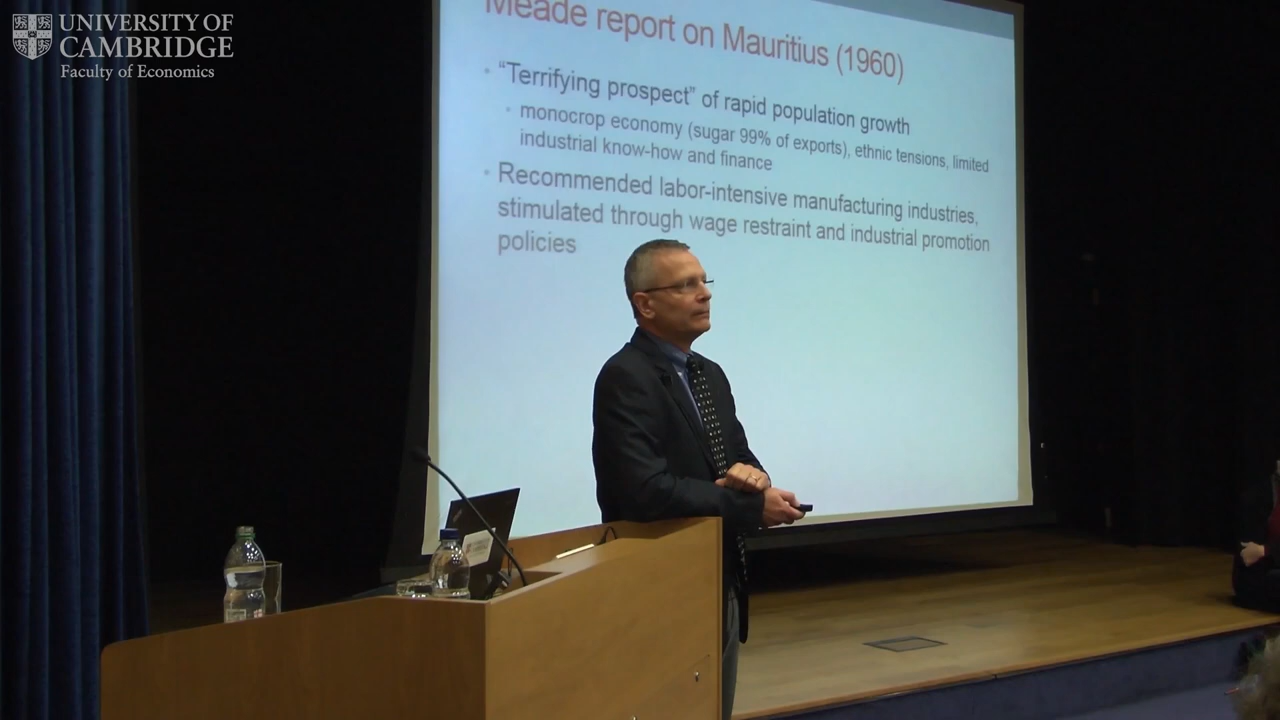 UNIVERSITY OF
CAMBRIDGE
Faculty of Economics
Meade report on Mauritius (1960)
“Terrifying prospect” of rapid population growth
monocrop economy (sugar 99% of exports), ethnic tensions, limited
industrial know-how and finance
Recommended labor-intensive manufacturing industries,
stimulated through wage restraint and industrial promotion
policies